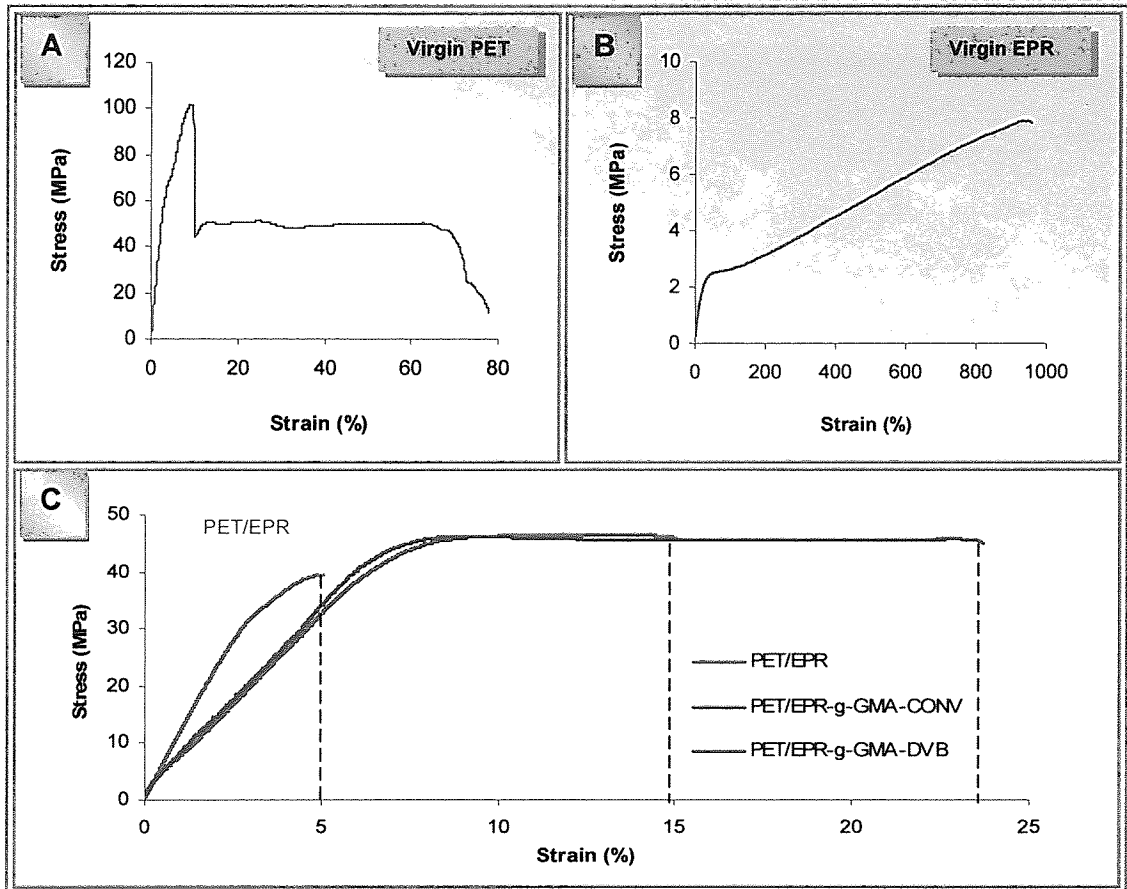 A
Virgin PET
120
100
80
60
40
20
0
Stress (MPa)
0 20 40 60 80
Strain (%)
B
Virgin EPR
10
8
6
4
2
0
Stress (MPa)
0 200 400 600 800 1000
Strain (%)
C
PET/EPR
50
40
30
20
10
0
Stress (MPa)
PET/EPR
PET/EPR-g-GMA-CONV
PET/EPR-g-GMA-DVB
0 5 10 15 20 25
Strain (%)